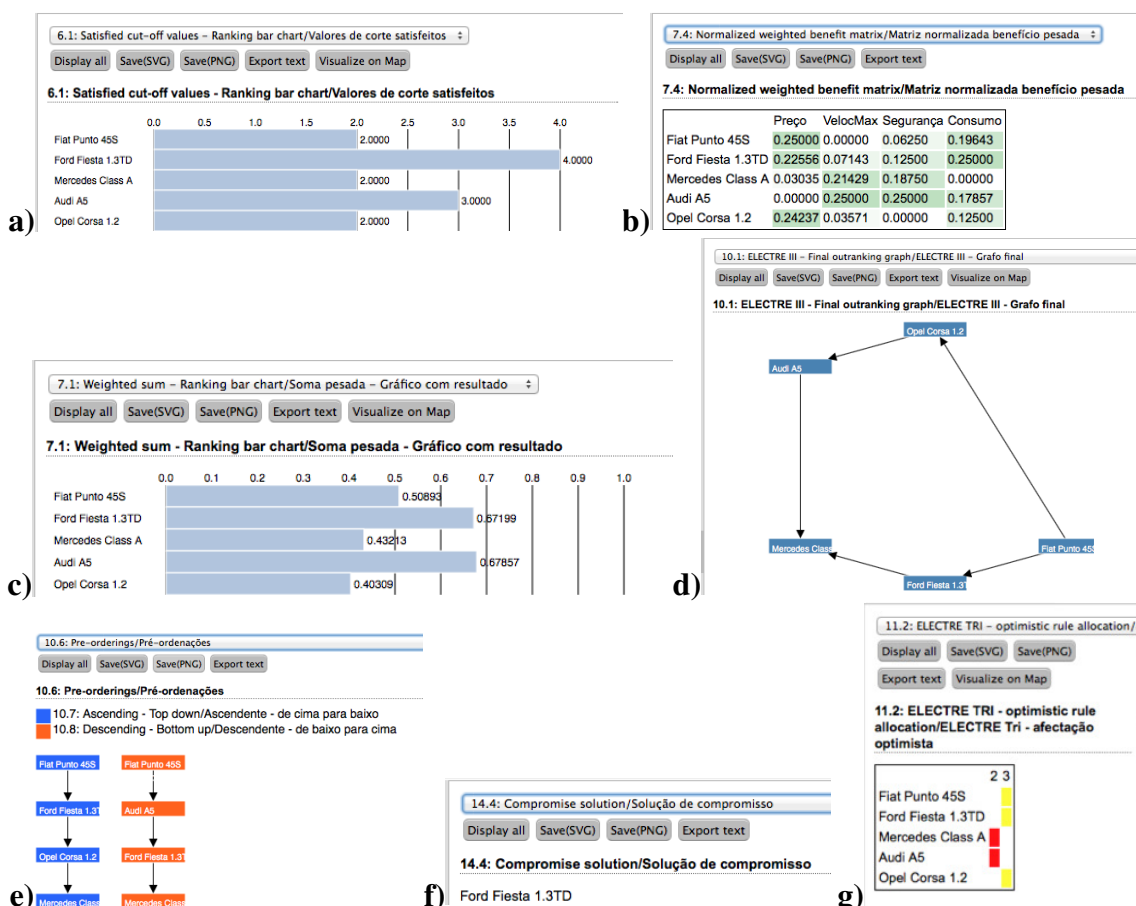 6.1: Satisfied cut-off values – Ranking bar chart/Valores de corte satisfeitos
Display all Save(SVG) Save(PNG) Export text Visualize on Map
6.1: Satisfied cut-off values - Ranking bar chart/Valores de corte satisfeitos
0.0 0.5 1.0 1.5 2.0 2.5 3.0 3.5 4.0
Fiat Punto 45S 2.0000
Ford Fiesta 1.3TD 4.0000
Mercedes Class A 2.0000
Audi A5 3.0000
Opel Corsa 1.2 2.0000
a)
7.4: Normalized weighted benefit matrix/Matriz normalizada benefício pesada
Display all Save(SVG) Save(PNG) Export text
7.4: Normalized weighted benefit matrix/Matriz normalizada benefício pesada
Preço VelocMax Segurança Consumo
Fiat Punto 45S 0.25000 0.00000 0.06250 0.19643
Ford Fiesta 1.3TD 0.22556 0.07143 0.12500 0.25000
Mercedes Class A 0.03035 0.21429 0.18750 0.00000
Audi A5 0.00000 0.25000 0.25000 0.17857
Opel Corsa 1.2 0.24237 0.03571 0.00000 0.12500
b)
7.1: Weighted sum – Ranking bar chart/Soma pesada – Gráfico com resultado
Display all Save(SVG) Save(PNG) Export text Visualize on Map
7.1: Weighted sum - Ranking bar chart/Soma pesada - Gráfico com resultado
0.0 0.1 0.2 0.3 0.4 0.5 0.6 0.7 0.8 0.9 1.0
Fiat Punto 45S 0.50893
Ford Fiesta 1.3TD 0.67199
Mercedes Class A 0.43213
Audi A5 0.67857
Opel Corsa 1.2 0.40309
c)
10.1: ELECTRE III – Final outranking graph/ELECTRE III – Grafo final
Display all Save(SVG) Save(PNG) Export text Visualize on Map
10.1: ELECTRE III - Final outranking graph/ELECTRE III - Grafo final
Opel Corsa 1.2
Audi A5
Mercedes Class
Fiat Punto 45S
Ford Fiesta 1.3T
d)
10.6: Pre-orderings/Pré-ordenações
Display all Save(SVG) Save(PNG) Export text
10.6: Pre-orderings/Pré-ordenações
10.7: Ascending - Top down/Ascendente - de cima para baixo
10.8: Descending - Bottom up/Descendente - de baixo para cima
Fiat Punto 45S Fiat Punto 45S
Ford Fiesta 1.3T Audi A5
Opel Corsa 1.2 Ford Fiesta 1.3T
Mercedes Class Mercedes Class
e)
14.4: Compromise solution/Solução de compromisso
Display all Save(SVG) Save(PNG) Export text
14.4: Compromise solution/Solução de compromisso
Ford Fiesta 1.3TD
f)
11.2: ELECTRE TRI – optimistic rule allocation/
Display all Save(SVG) Save(PNG)
Export text Visualize on Map
11.2: ELECTRE TRI - optimistic rule
allocation/ELECTRE Tri - afectação
optimista
2 3
Fiat Punto 45S
Ford Fiesta 1.3TD
Mercedes Class A
Audi A5
Opel Corsa 1.2
g)